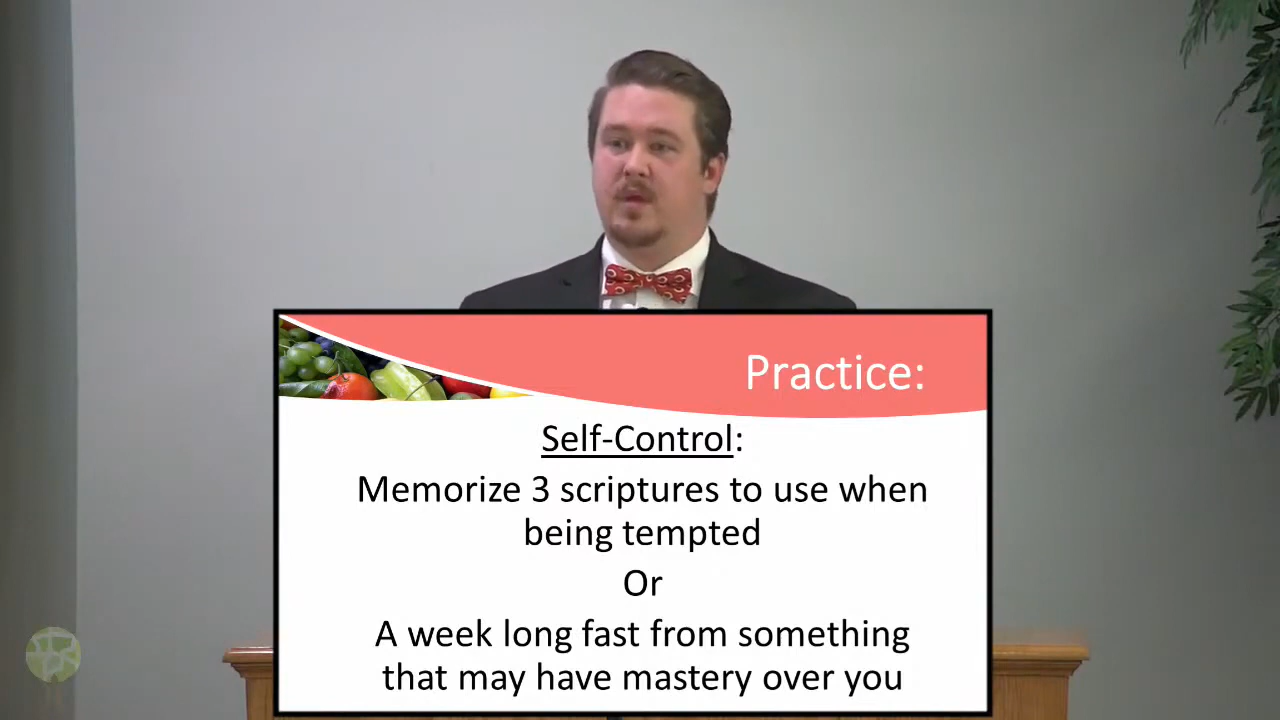 Practice:
Self-Control:
Memorize 3 scriptures to use when
being tempted
Or
A week long fast from something
that may have mastery over you